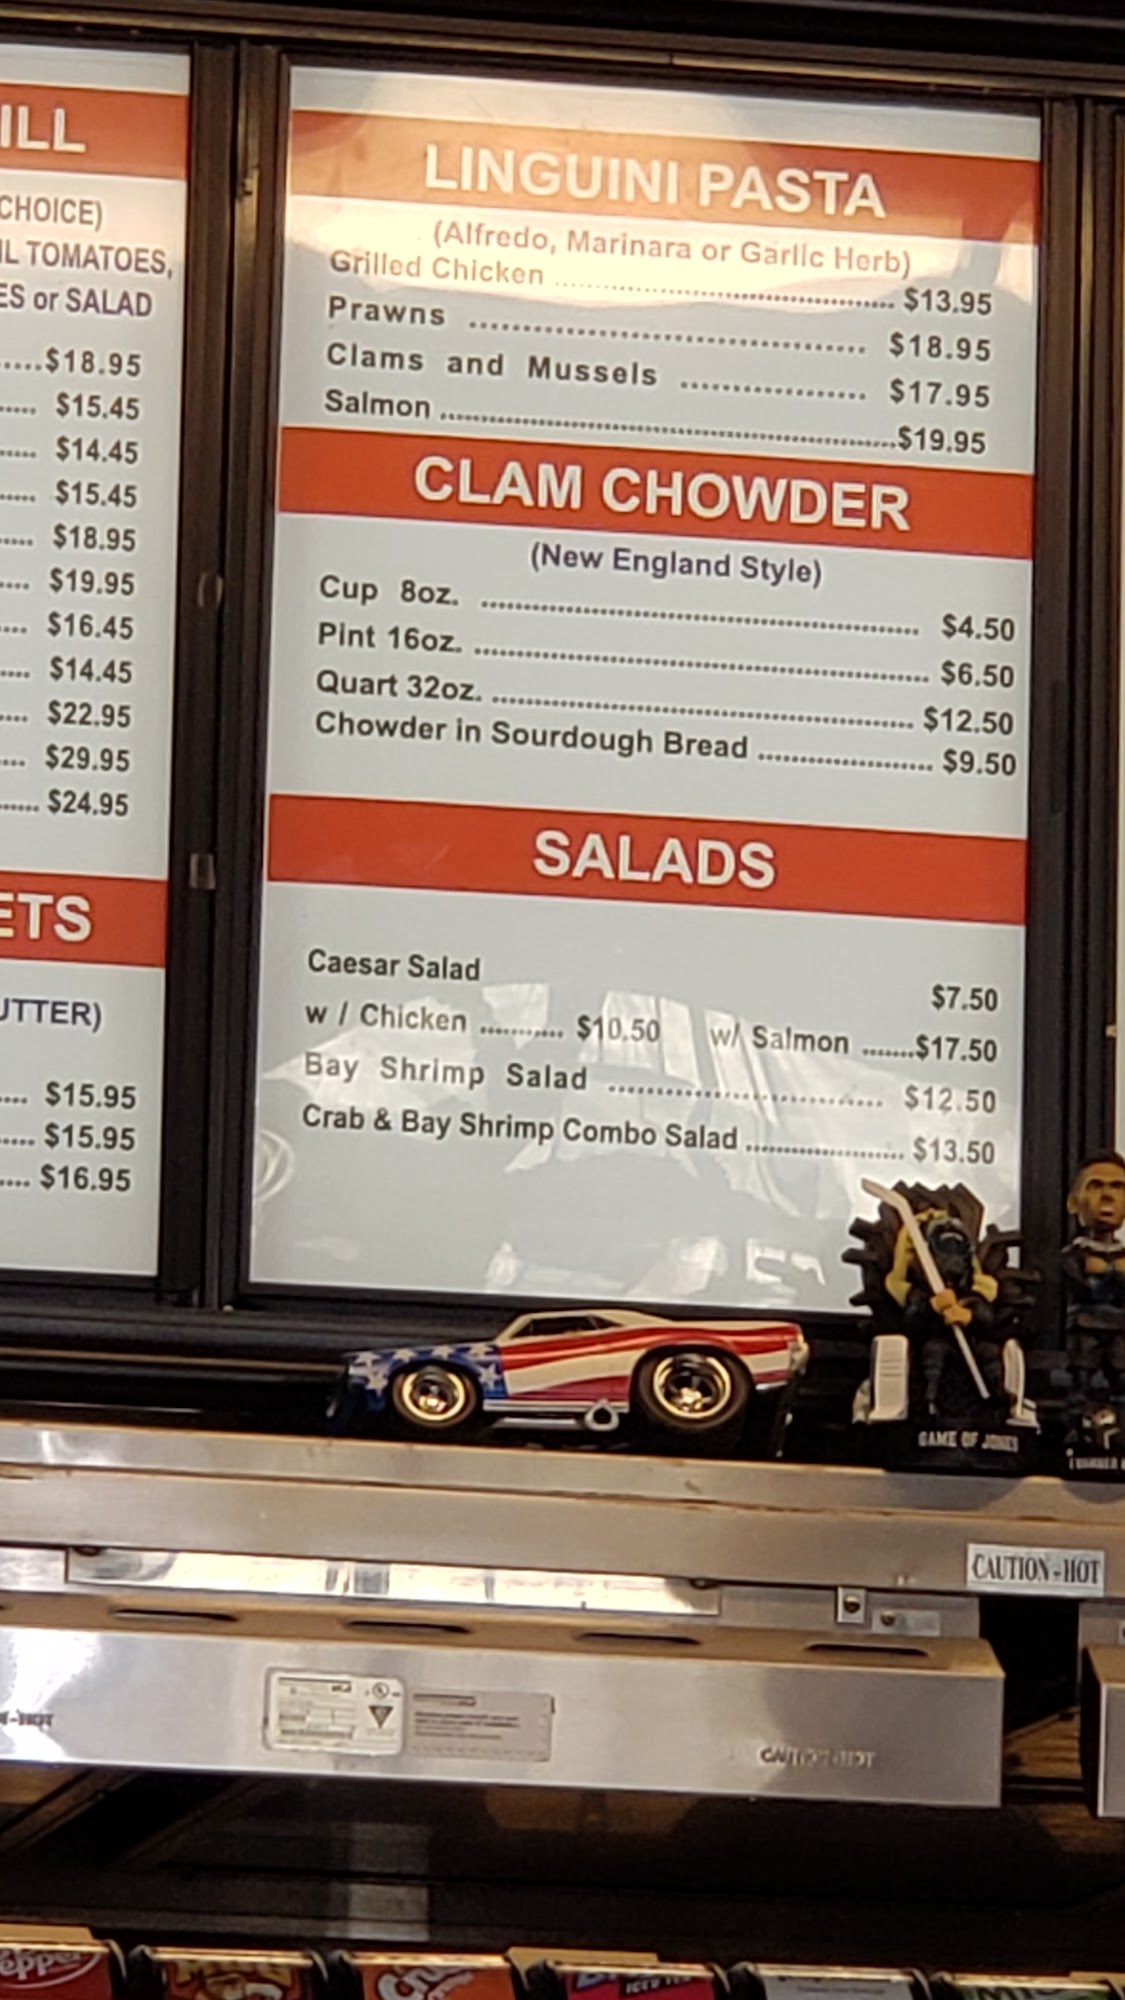 ILL
CHOICE)
IL TOMATOES,
ES or SALAD
.....$18.95
..... $15.45
..... $14.45
..... $15.45
..... $18.95
.... $19.95
.... $16.45
.... $14.45
.... $22.95
.... $29.95
...... $24.95
ETS
UTTER)
.... $15.95
..... $15.95
.... $16.95
LINGUINI PASTA
(Alfredo, Marinara or Garlic Herb)
Grilled Chicken ........ $13.95
Prawns ........ $18.95
Clams and Mussels ........ $17.95
Salmon ........$19.95
CLAM CHOWDER
(New England Style)
Cup 8oz. ........ $4.50
Pint 16oz. ........ $6.50
Quart 32oz. ........ $12.50
Chowder in Sourdough Bread ........ $9.50
SALADS
Caesar Salad $7.50
w / Chicken ........... $10.50 w/ Salmon .......$17.50
Bay Shrimp Salad ........ $12.50
Crab & Bay Shrimp Combo Salad ........ $13.50
GAME OF JONES
CAUTION-HOT
CAUTION-HOT
epper